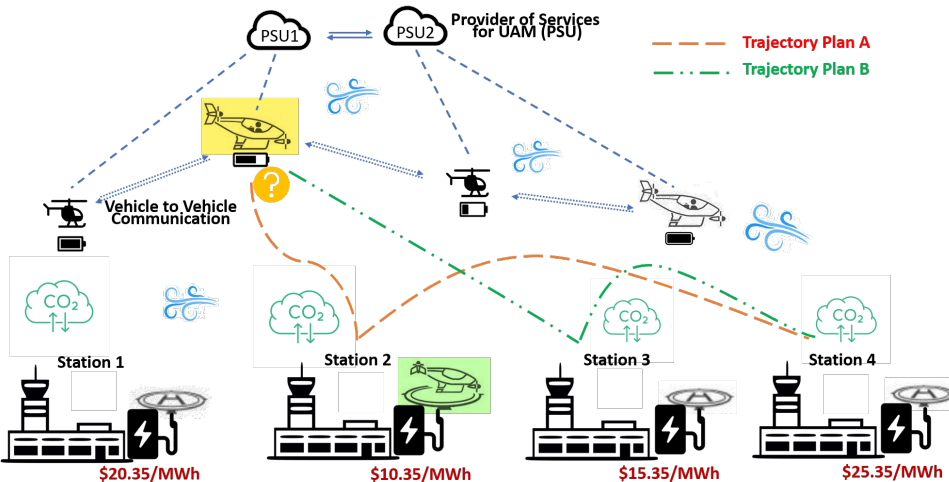 PSU1
PSU2
Provider of Services
for UAM (PSU)
Trajectory Plan A
Trajectory Plan B
?
Vehicle to Vehicle
Communication
CO2
CO2
CO2
CO2
Station 1
Station 2
Station 3
Station 4
H
H
H
$20.35/MWh
$10.35/MWh
$15.35/MWh
$25.35/MWh